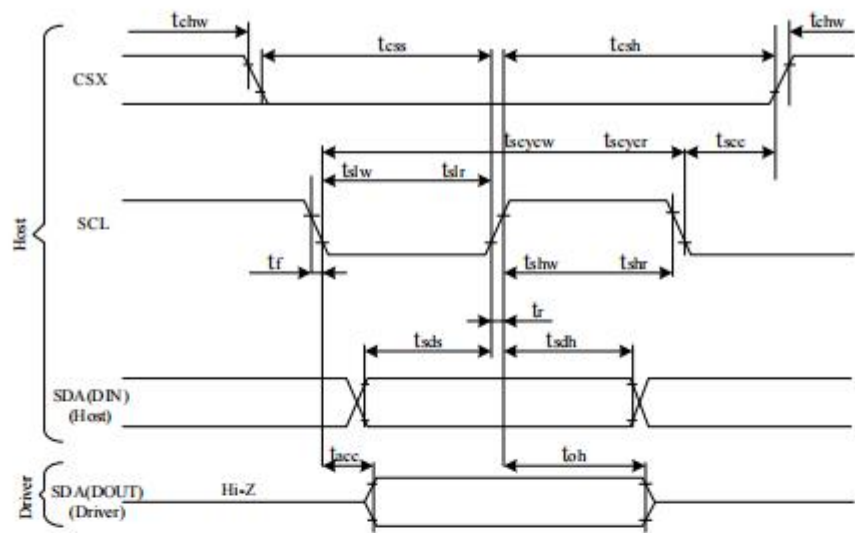 tchw
tchw
tcss
tcsh
CSX
tscycw
tscycr
tscc
tslw
tslr
Host
SCL
tf
tshw
tshr
tr
tsds
tsdh
SDA(DIN)
(Host)
tacc
toh
Driver
SDA(DOUT)
(Driver)
Hi-Z